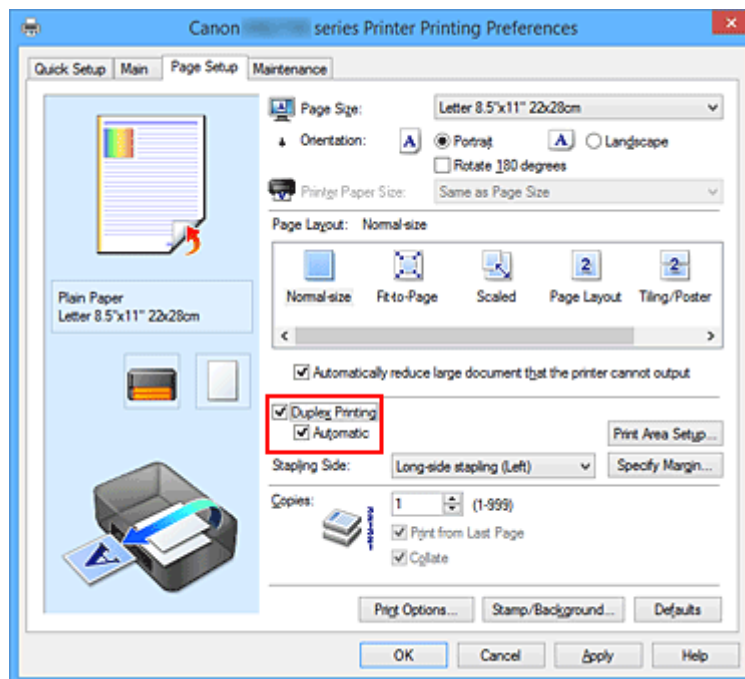 Canon series Printer Printing Preferences
Quick Setup Main Page Setup Maintenance
Page Size: Letter 8.5"x11" 22x28cm
Orientation: A Portrait A Landscape
Rotate 180 degrees
Printer Paper Size: Same as Page Size
Page Layout: Normal-size
Normal-size Fit-to-Page Scaled Page Layout Tiling/Poster
Plain Paper
Letter 8.5"x11" 22x28cm
Automatically reduce large document that the printer cannot output
Duplex Printing
Automatic
Print Area Setup...
Stapling Side: Long-side stapling (Left) Specify Margin...
Copies: 1 (1-999)
Print from Last Page
Collate
Print Options... Stamp/Background... Defaults
OK Cancel Apply Help